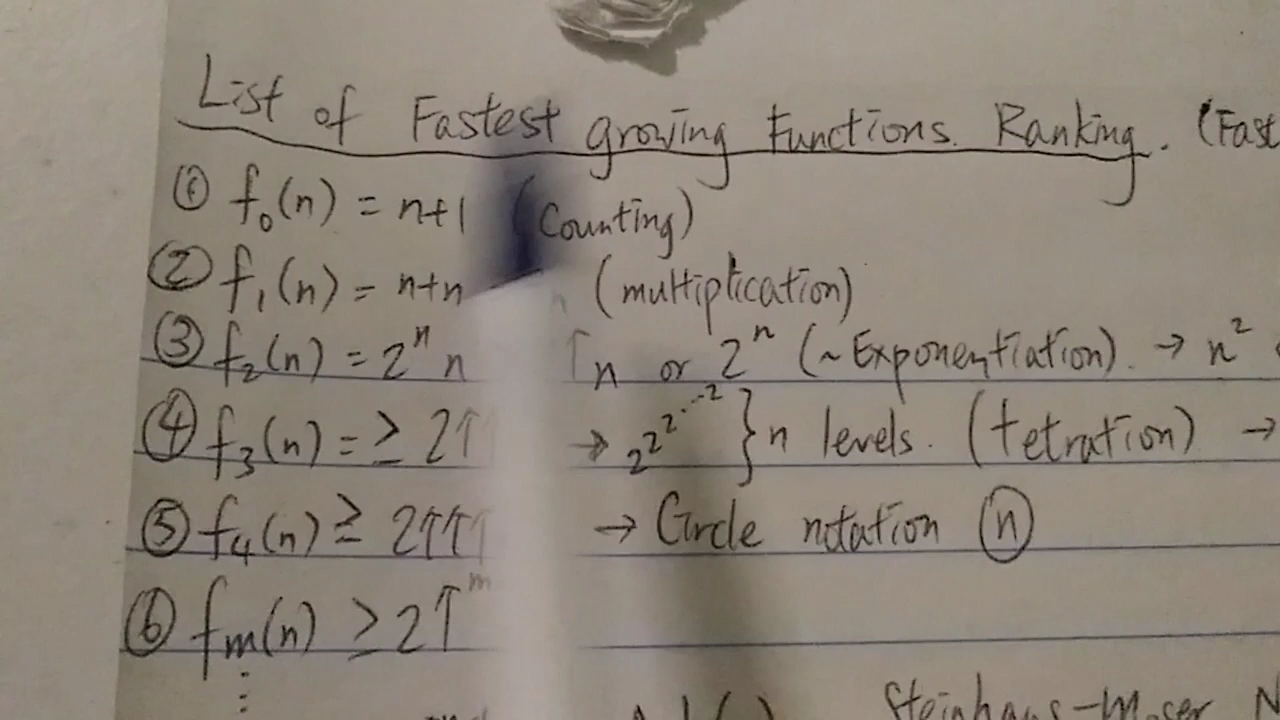 List of Fastest growing Functions. Ranking. (Fast
① f₀(n) = n+1 (Counting)
② f₁(n) = n+n n (multiplication)
③ f₂(n) = 2ⁿ n ↑n or 2ⁿ (~Exponentiation). → n²
④ f₃(n) = ≥ 2↑ → 2^2^2^⋰^2 } n levels. (tetration) →
⑤ f₄(n) ≥ 2↑↑↑ → Circle notation ⓝ
⑥ fₘ(n) ≥ 2↑ᵐ
⋮
Steinhaus-Moser N